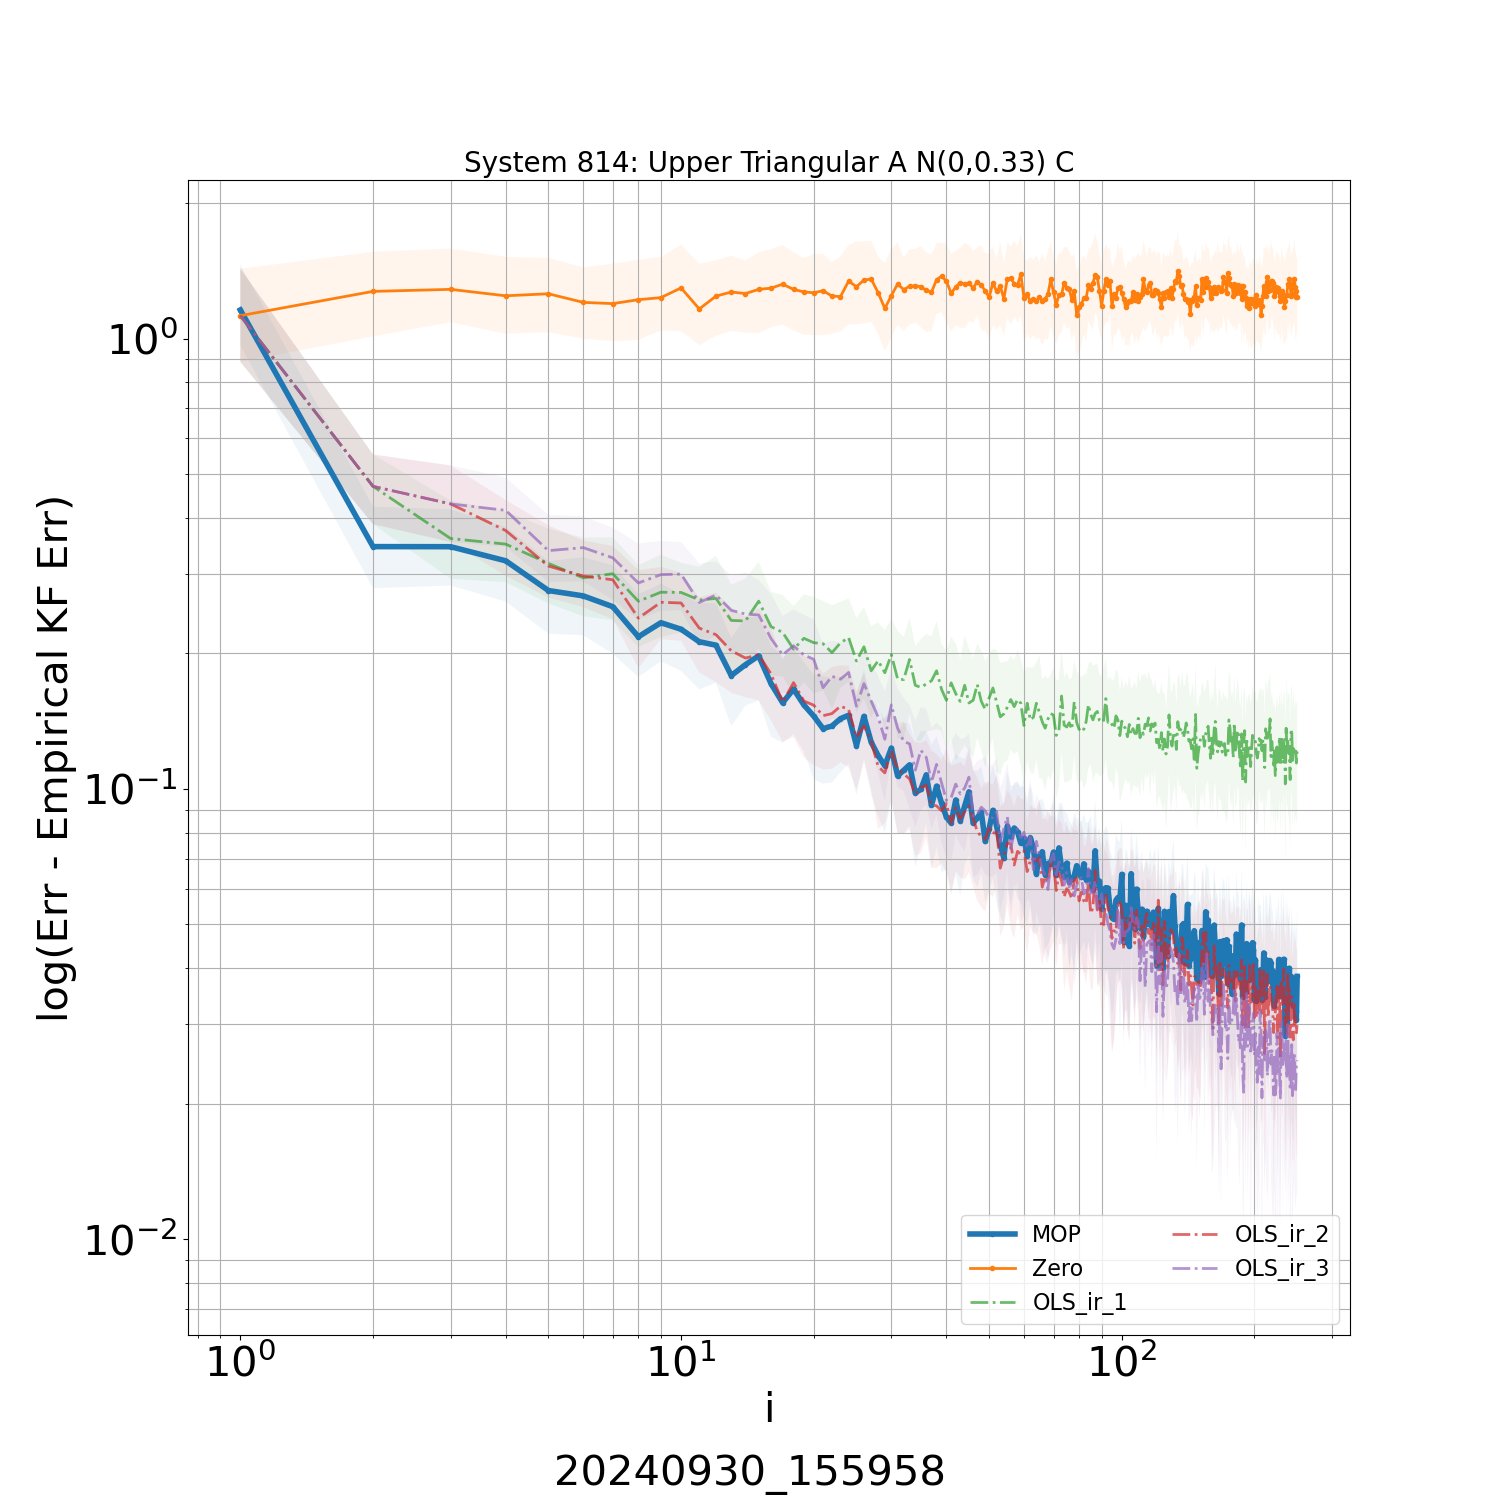 System 814: Upper Triangular A N(0,0.33) C
log(Err - Empirical KF Err)
10^0
10^-1
10^-2
MOP
Zero
OLS_ir_1
OLS_ir_2
OLS_ir_3
10^0
10^1
10^2
i
20240930_155958